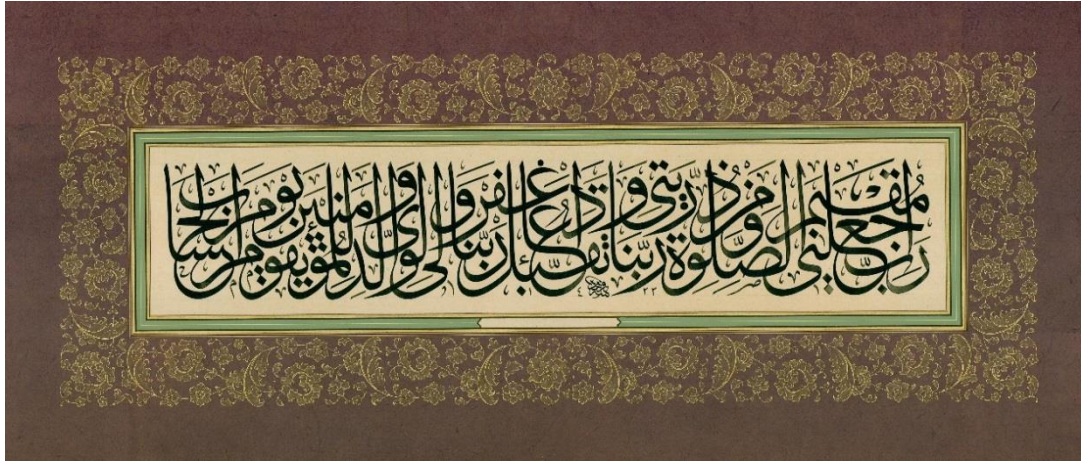 رب اجعلني مقيم الصلوة ومن ذريتي ربنا وتقبل دعاء ربنا اغفر لي ولوالدي وللمؤمنين يوم يقوم الحساب